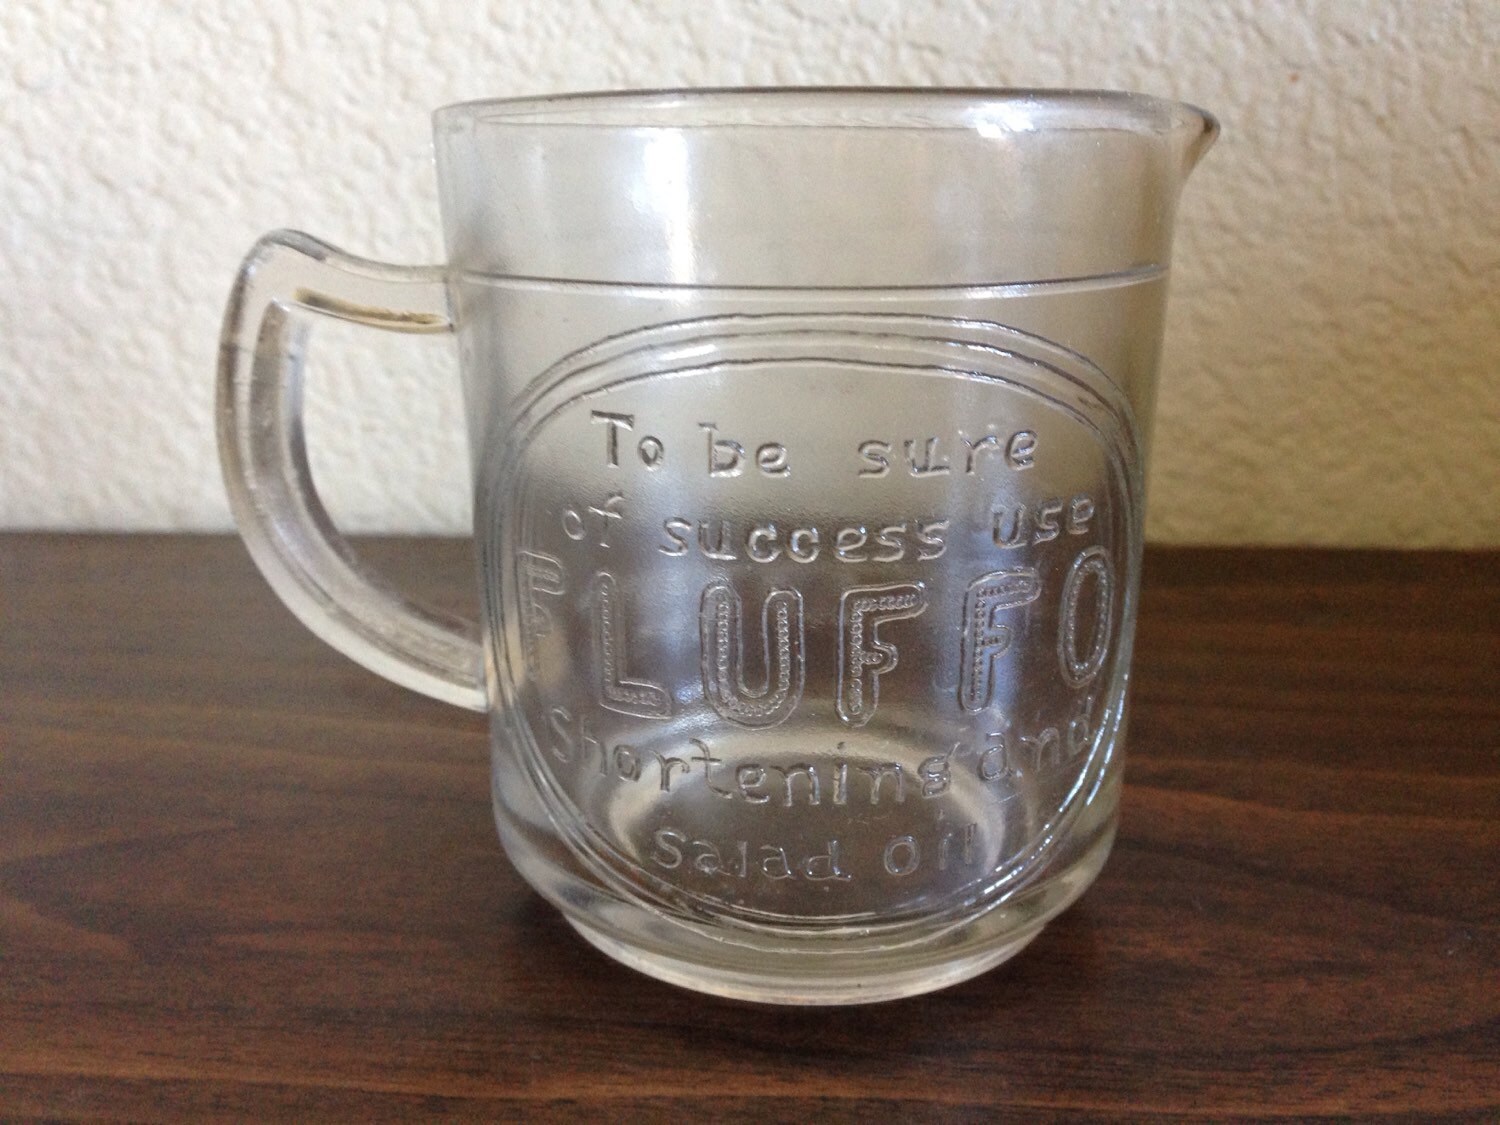 To be sure
of success use
FLUFFO
Shortening and
Salad Oil